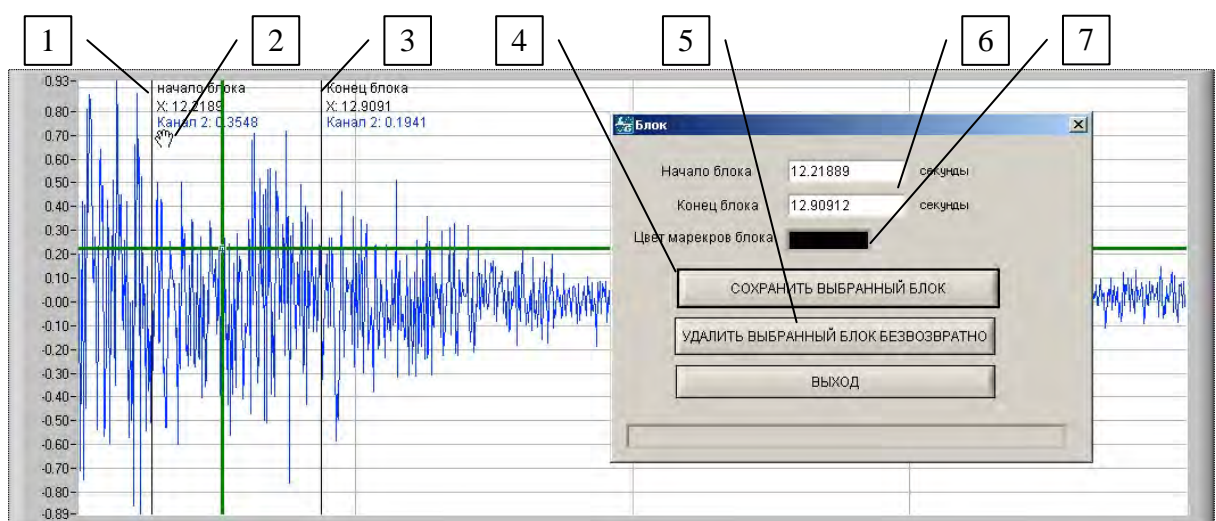 1 2 3 4 5 6 7
0.93-
0.80-
0.70-
0.60-
0.50-
0.40-
0.30-
0.20-
0.10-
-0.00-
-0.10-
-0.20-
-0.30-
-0.40-
-0.50-
-0.60-
-0.70-
-0.80-
-0.89-
начало блока
X: 12.2189
Канал 2: 0.3548
Конец блока
X: 12.9091
Канал 2: 0.1941
Блок
Начало блока 12.21889 секунды
Конец блока 12.90912 секунды
Цвет марекров блока
СОХРАНИТЬ ВЫБРАННЫЙ БЛОК
УДАЛИТЬ ВЫБРАННЫЙ БЛОК БЕЗВОЗВРАТНО
ВЫХОД